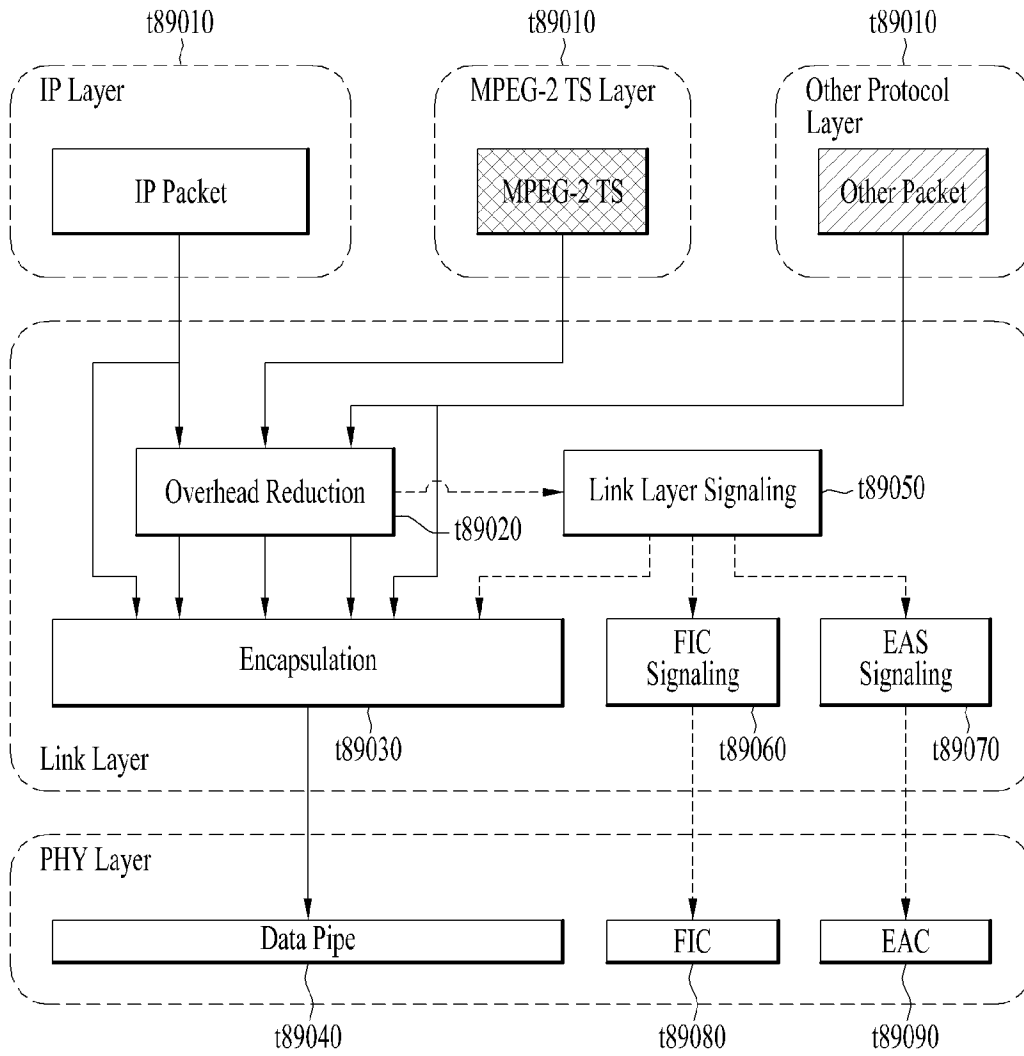 t89010
t89010
t89010
IP Layer
MPEG-2 TS Layer
Other Protocol
Layer
IP Packet
MPEG-2 TS
Other Packet
Overhead Reduction
Link Layer Signaling
t89050
t89020
Encapsulation
FIC
Signaling
EAS
Signaling
t89030
t89060
t89070
Link Layer
PHY Layer
Data Pipe
FIC
EAC
t89040
t89080
t89090